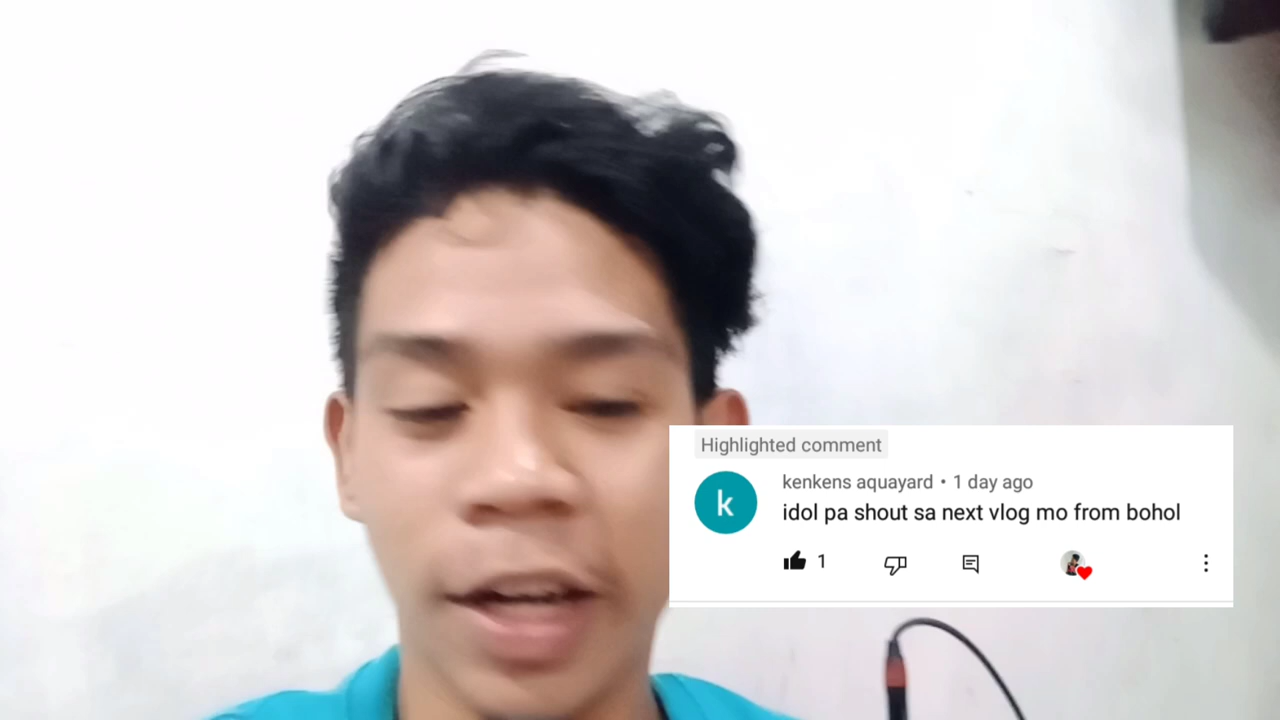 Highlighted comment
k
kenkens aquayard • 1 day ago
idol pa shout sa next vlog mo from bohol
1